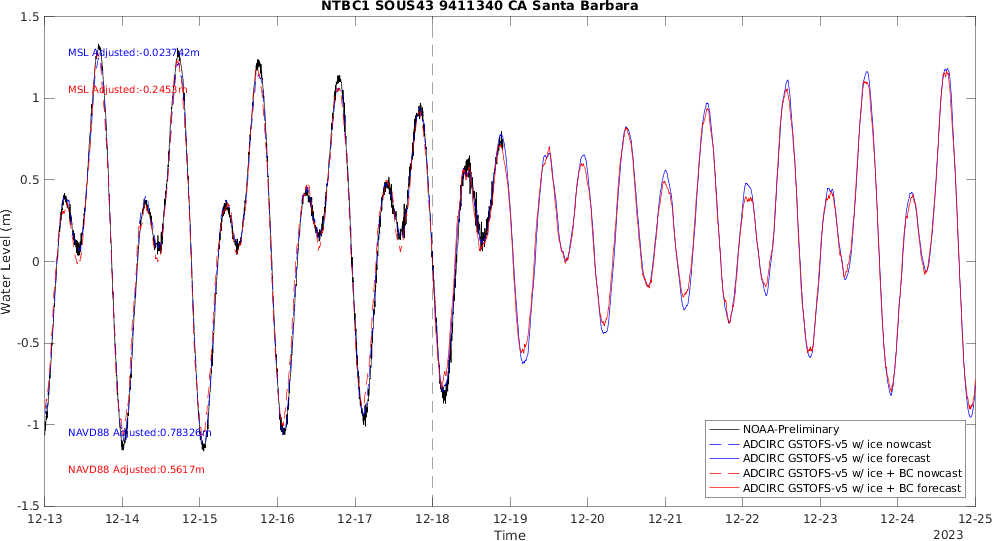 NTBC1 SOUS43 9411340 CA Santa Barbara
1.5
1
0.5
0
-0.5
-1
-1.5
Water Level (m)
MSL Adjusted:-0.023742m
MSL Adjusted:-0.2453m
NAVD88 Adjusted:0.78326m
NAVD88 Adjusted:0.5617m
NOAA-Preliminary
ADCIRC GSTOFS-v5 w/ ice nowcast
ADCIRC GSTOFS-v5 w/ ice forecast
ADCIRC GSTOFS-v5 w/ ice + BC nowcast
ADCIRC GSTOFS-v5 w/ ice + BC forecast
12-13 12-14 12-15 12-16 12-17 12-18 12-19 12-20 12-21 12-22 12-23 12-24 12-25
Time
2023